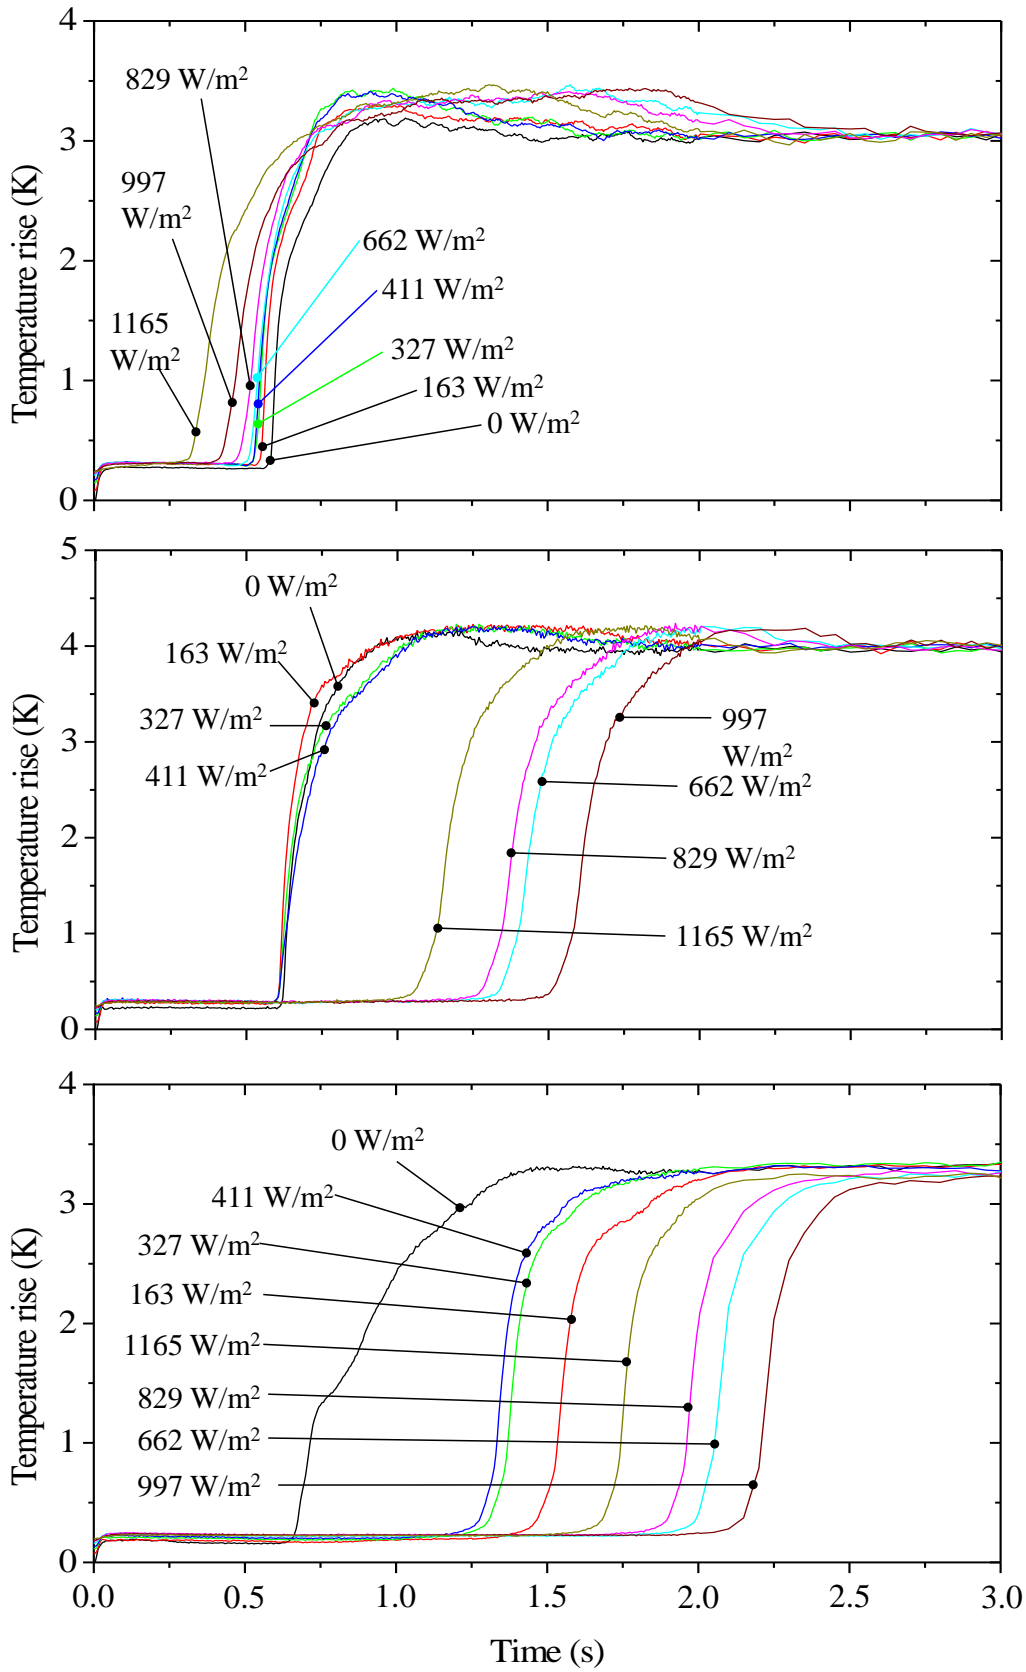 4
829 W/m²
3
997
W/m²
662 W/m²
2
411 W/m²
1165
W/m²
327 W/m²
1
163 W/m²
0 W/m²
0
Temperature rise (K)
5
0 W/m²
4
163 W/m²
327 W/m²
997
W/m²
3
411 W/m²
662 W/m²
2
829 W/m²
1
1165 W/m²
0
Temperature rise (K)
4
0 W/m²
411 W/m²
3
327 W/m²
163 W/m²
2
1165 W/m²
829 W/m²
1
662 W/m²
997 W/m²
0
Temperature rise (K)
0.0 0.5 1.0 1.5 2.0 2.5 3.0
Time (s)